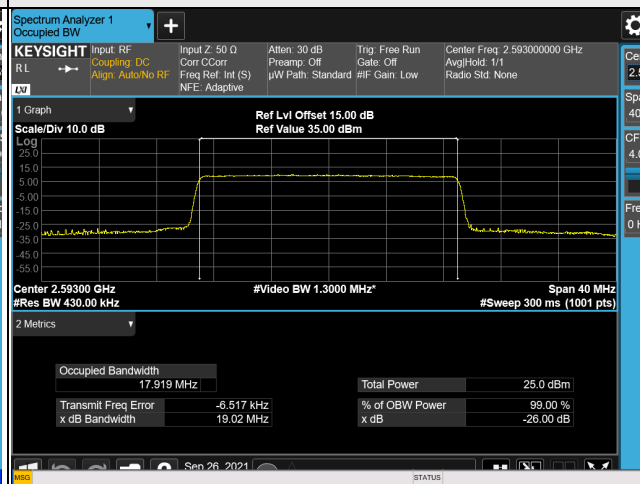 Spectrum Analyzer 1
Occupied BW
KEYSIGHT
RL
LXI
Input: RF
Coupling: DC
Align: Auto/No RF
Input Z: 50 Ω
Corr CCorr
Freq Ref: Int (S)
NFE: Adaptive
Atten: 30 dB
Preamp: Off
µW Path: Standard
Trig: Free Run
Gate: Off
#IF Gain: Low
Center Freq: 2.593000000 GHz
Avg|Hold: 1/1
Radio Std: None
1 Graph
Scale/Div 10.0 dB
Ref Lvl Offset 15.00 dB
Ref Value 35.00 dBm
Log
25.0
15.0
5.00
-5.00
-15.0
-25.0
-35.0
-45.0
-55.0
Center 2.59300 GHz
#Res BW 430.00 kHz
#Video BW 1.3000 MHz*
Span 40 MHz
#Sweep 300 ms (1001 pts)
2 Metrics
Occupied Bandwidth
17.919 MHz
Transmit Freq Error -6.517 kHz
x dB Bandwidth 19.02 MHz
Total Power 25.0 dBm
% of OBW Power 99.00 %
x dB -26.00 dB
Sep 26, 2021
MSG
STATUS